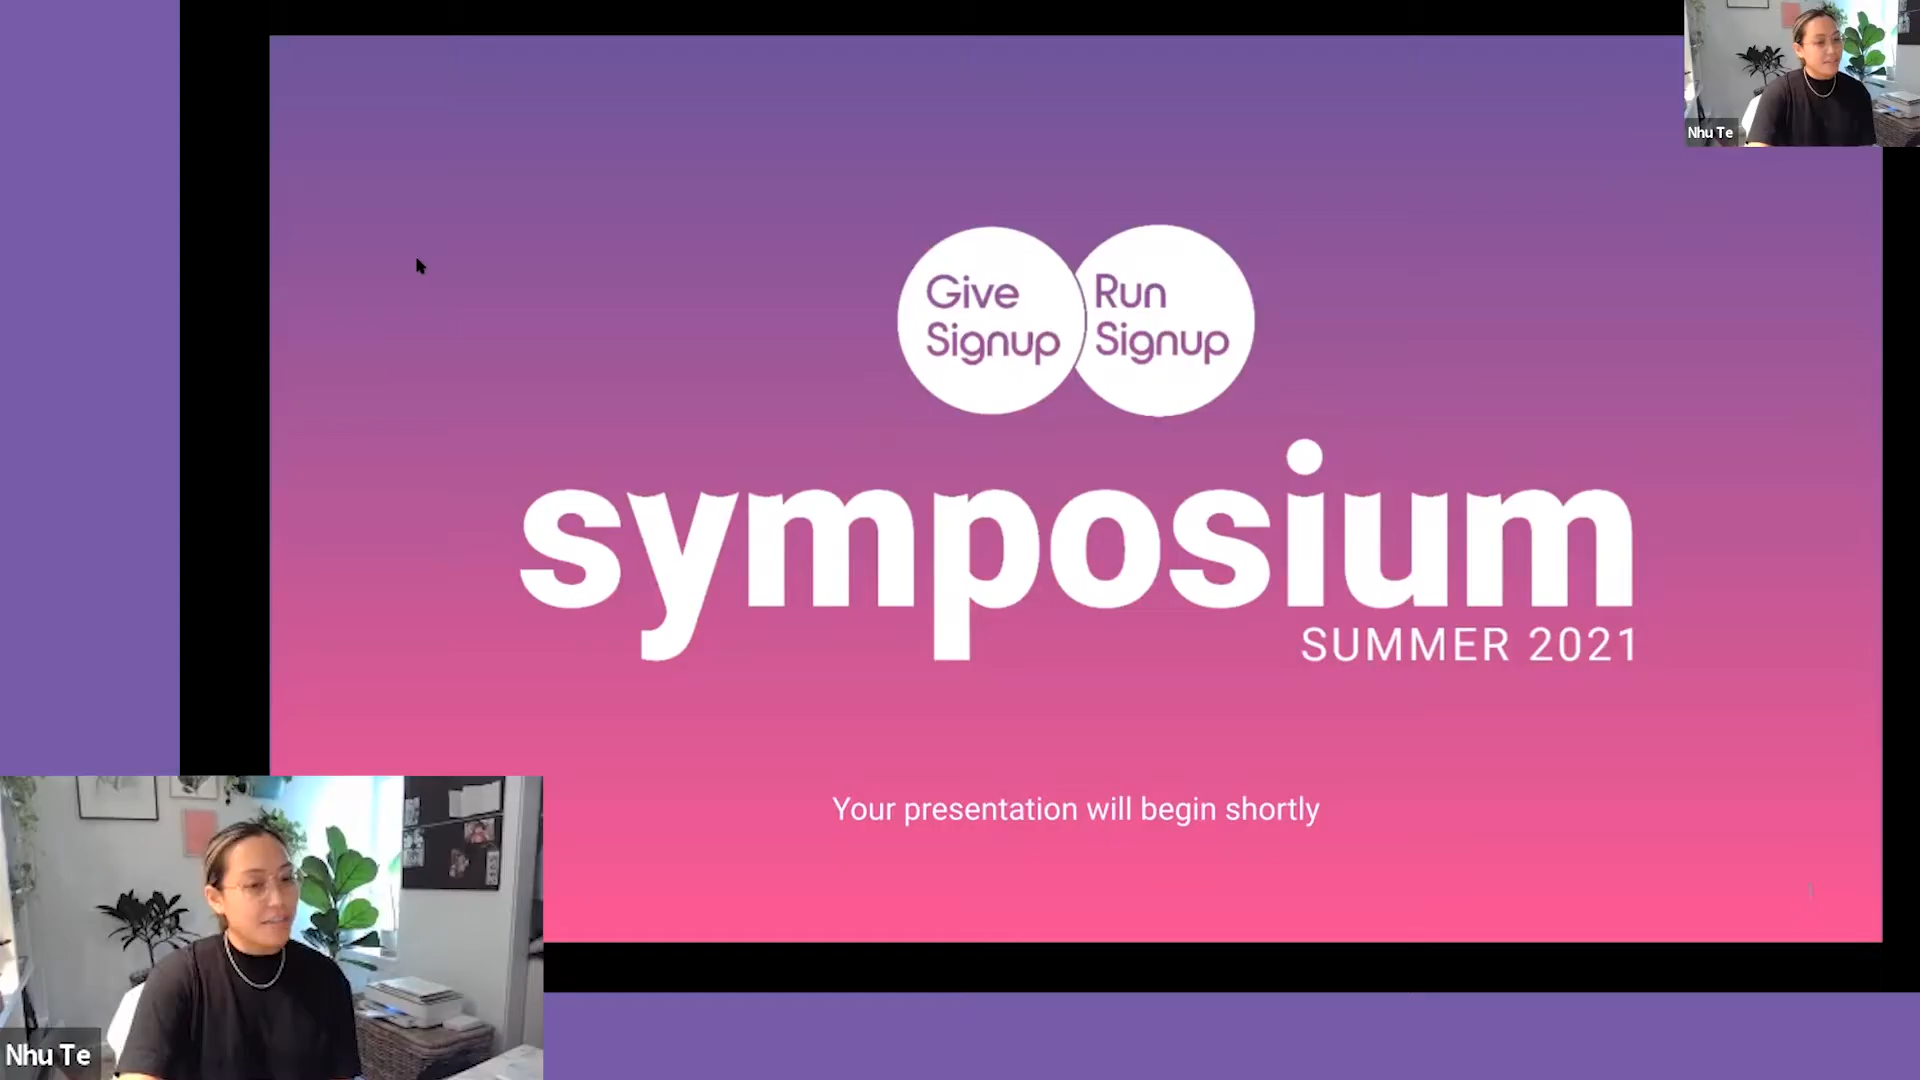 Nhu Te
Give
Signup
Run
Signup
symposium
SUMMER 2021
Your presentation will begin shortly
Nhu Te